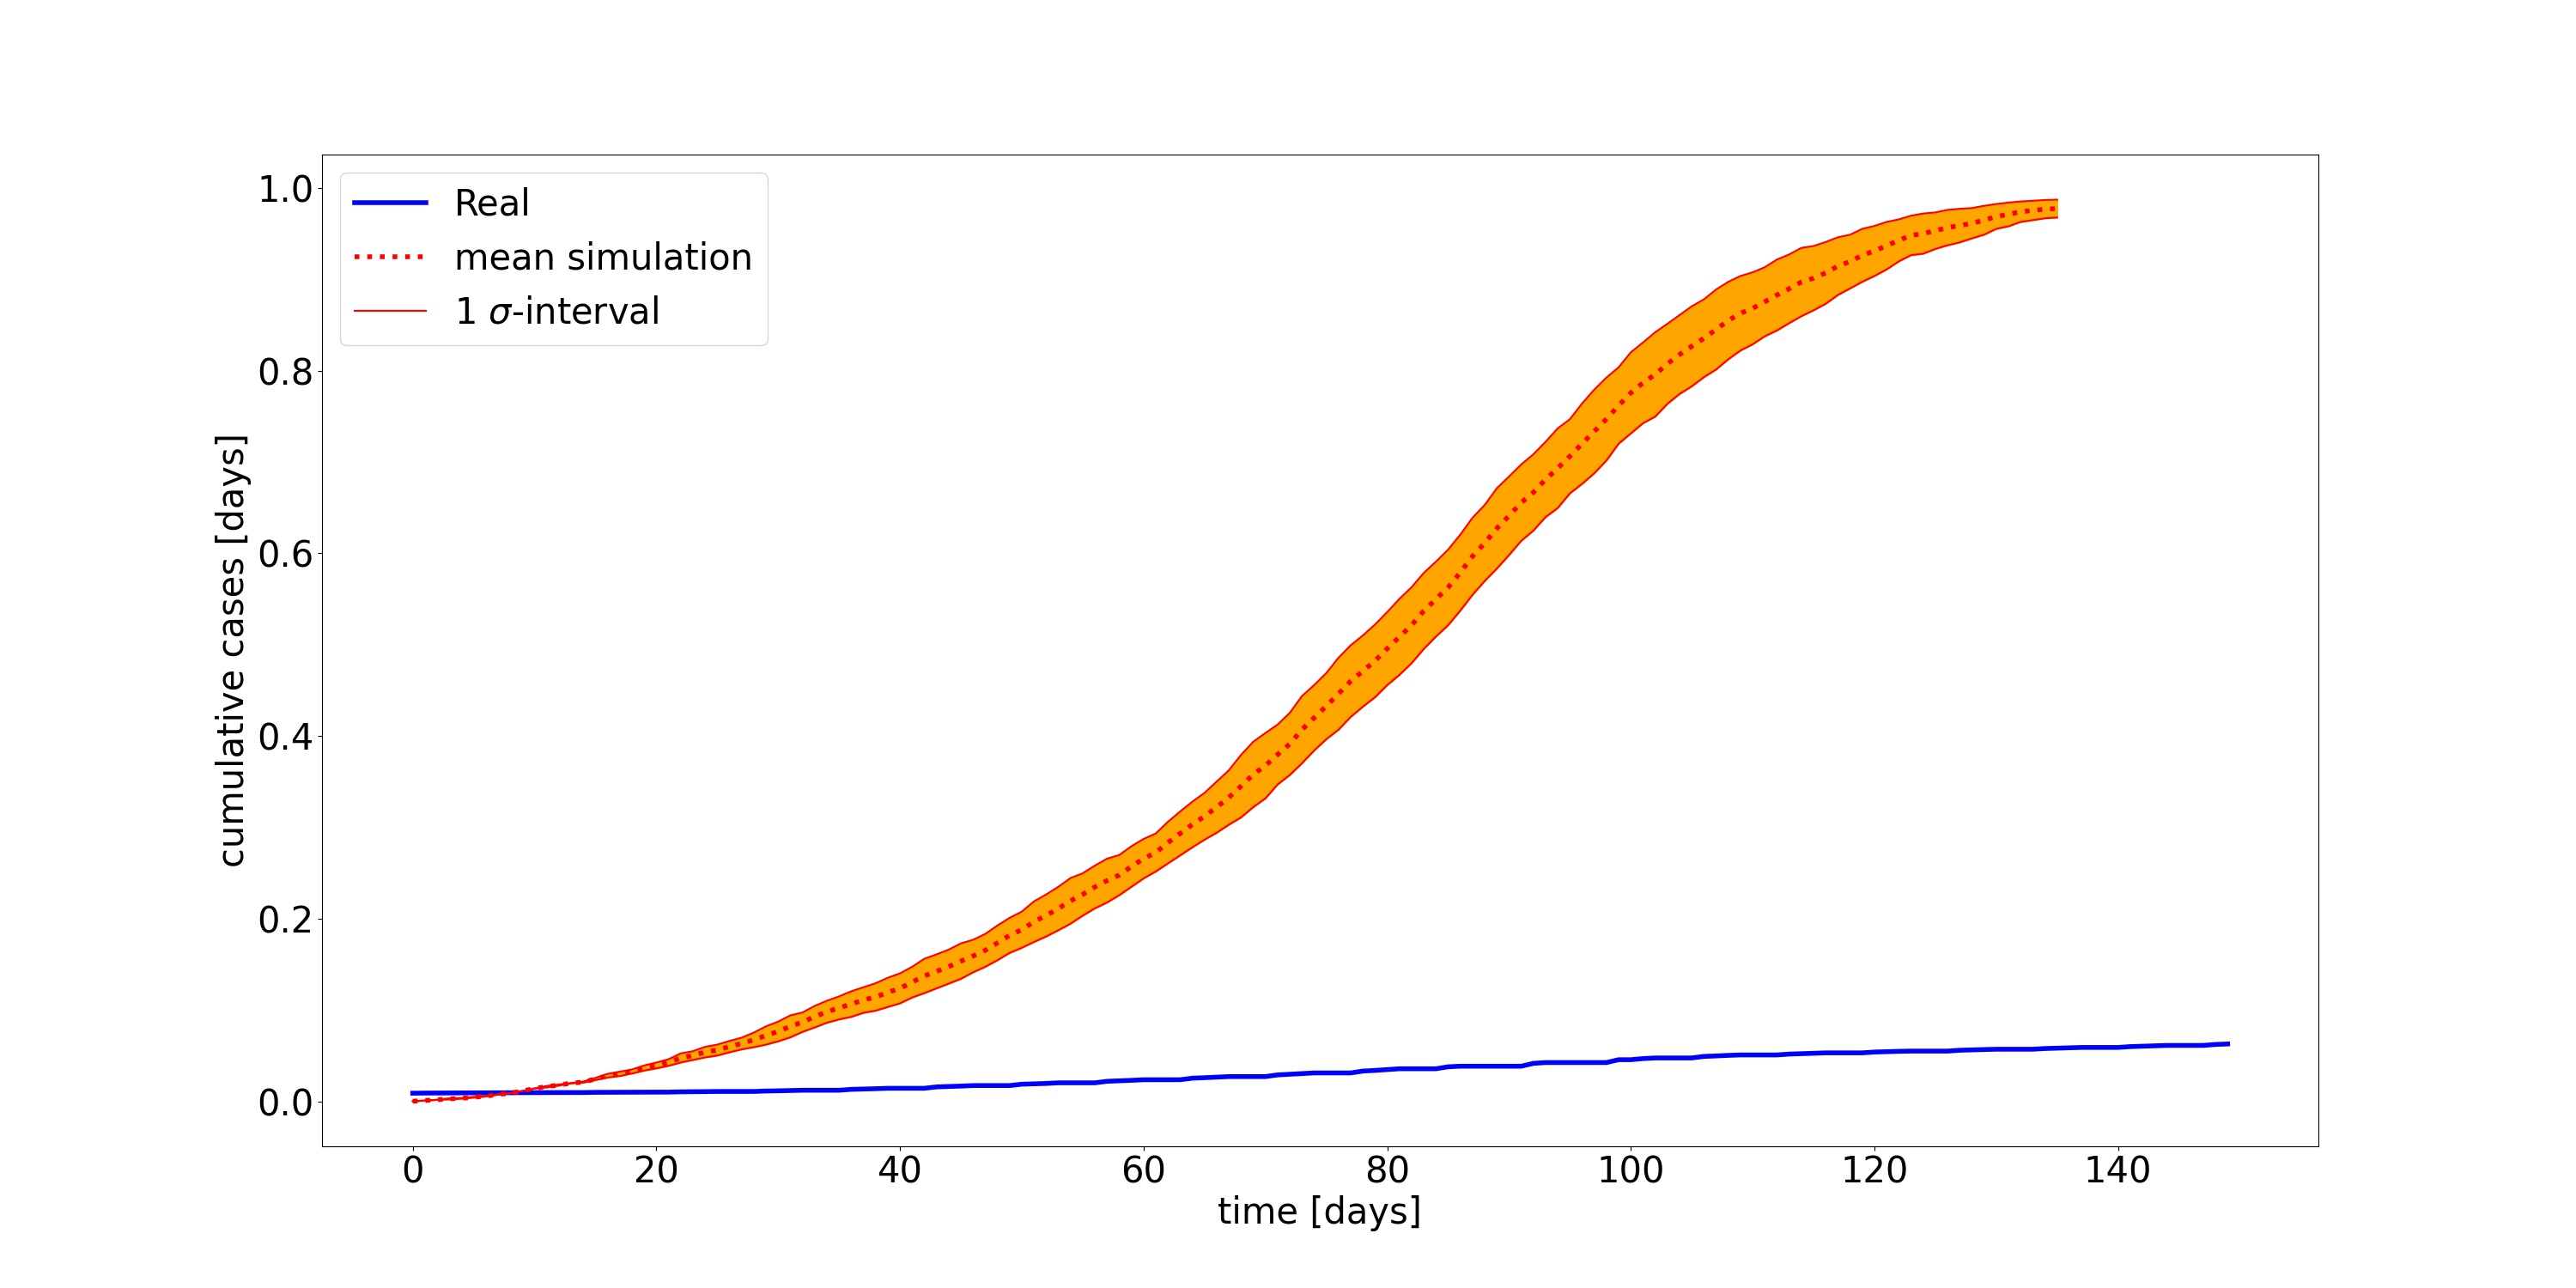 Real
mean simulation
1 σ-interval
1.0
0.8
0.6
0.4
0.2
0.0
cumulative cases [days]
0 20 40 60 80 100 120 140
time [days]